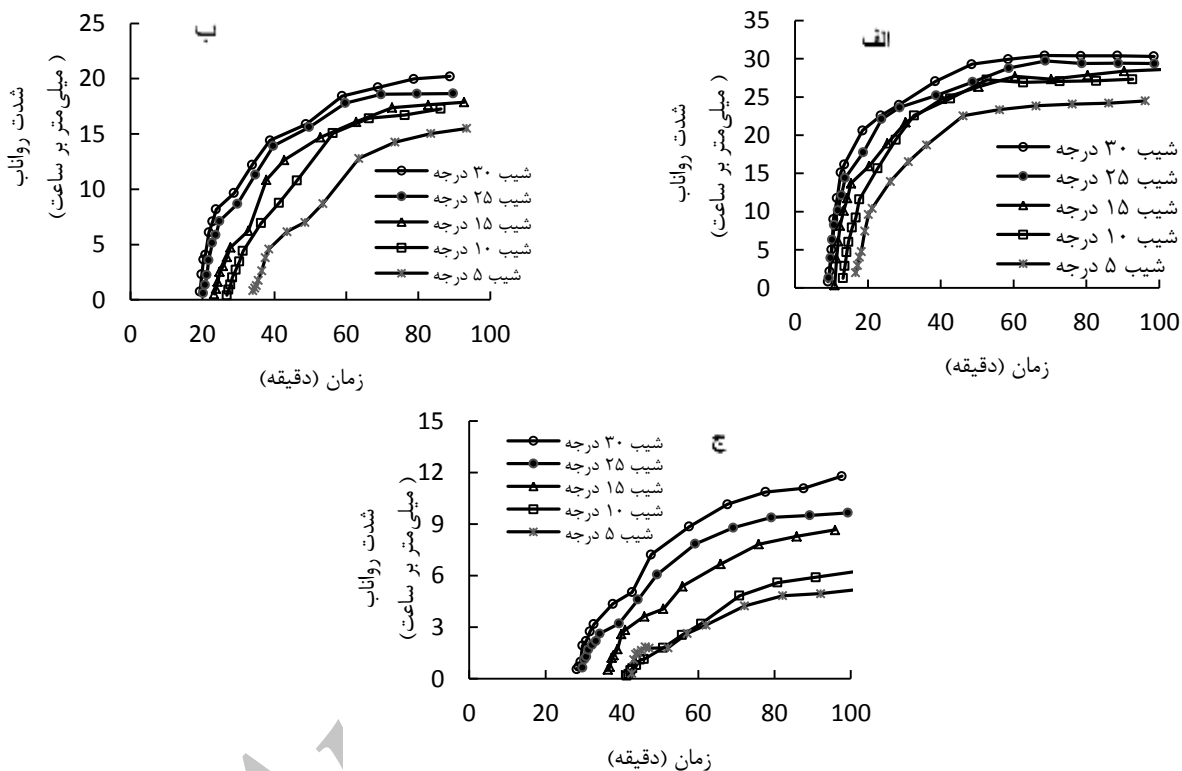 الف
35
30
25
20
15
10
5
0
0 20 40 60 80 100
شدت رواناب
(میلی‌متر بر ساعت)
زمان (دقیقه)
شیب ۳۰ درجه
شیب ۲۵ درجه
شیب ۱۵ درجه
شیب ۱۰ درجه
شیب ۵ درجه
ب
25
20
15
10
5
0
0 20 40 60 80 100
شدت رواناب
(میلی‌متر بر ساعت)
زمان (دقیقه)
شیب ۳۰ درجه
شیب ۲۵ درجه
شیب ۱۵ درجه
شیب ۱۰ درجه
شیب ۵ درجه
ج
15
12
9
6
3
0
0 20 40 60 80 100
شدت رواناب
(میلی‌متر بر ساعت)
زمان (دقیقه)
شیب ۳۰ درجه
شیب ۲۵ درجه
شیب ۱۵ درجه
شیب ۱۰ درجه
شیب ۵ درجه